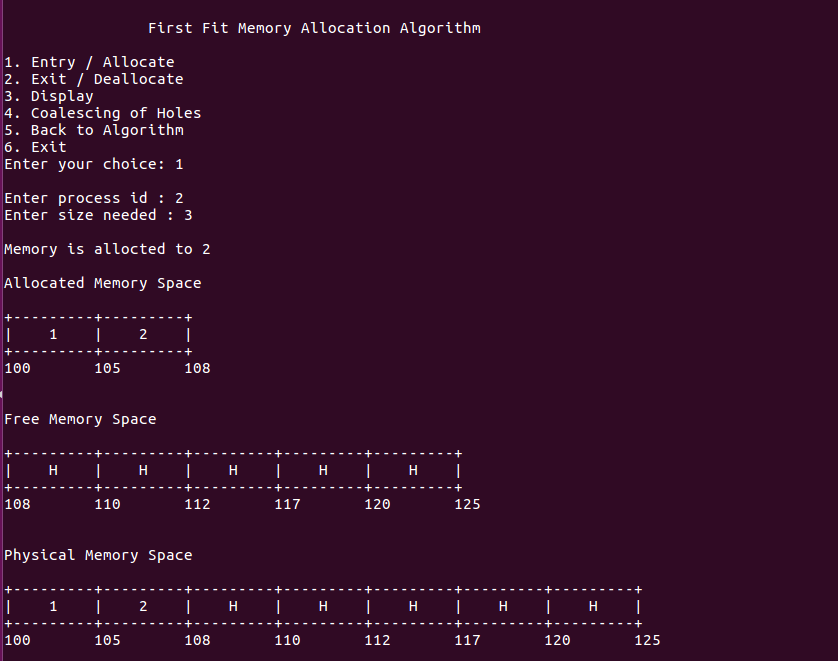 First Fit Memory Allocation Algorithm
1. Entry / Allocate
2. Exit / Deallocate
3. Display
4. Coalescing of Holes
5. Back to Algorithm
6. Exit
Enter your choice: 1
Enter process id : 2
Enter size needed : 3
Memory is allocted to 2
Allocated Memory Space
+---------+---------+
|    1    |    2    |
+---------+---------+
100       105       108
Free Memory Space
+---------+---------+---------+---------+---------+
|    H    |    H    |    H    |    H    |    H    |
+---------+---------+---------+---------+---------+
108       110       112       117       120       125
Physical Memory Space
+---------+---------+---------+---------+---------+---------+---------+
|    1    |    2    |    H    |    H    |    H    |    H    |    H    |
+---------+---------+---------+---------+---------+---------+---------+
100       105       108       110       112       117       120       125